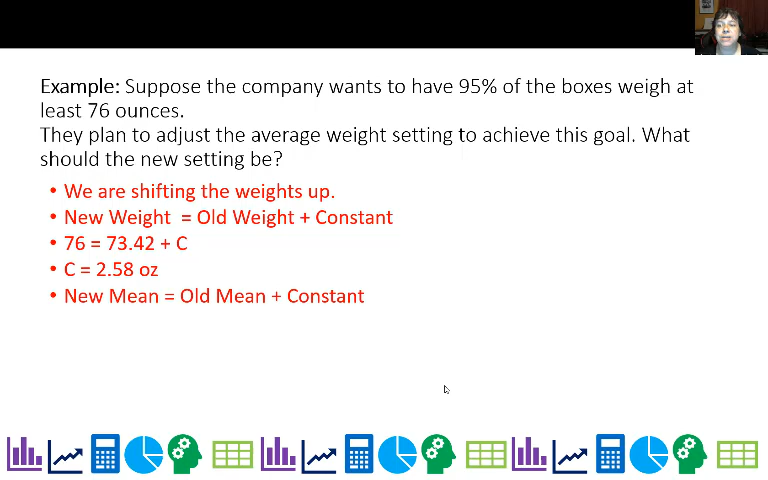 Example: Suppose the company wants to have 95% of the boxes weigh at
least 76 ounces.
They plan to adjust the average weight setting to achieve this goal. What
should the new setting be?
• We are shifting the weights up.
• New Weight = Old Weight + Constant
• 76 = 73.42 + C
• C = 2.58 oz
• New Mean = Old Mean + Constant